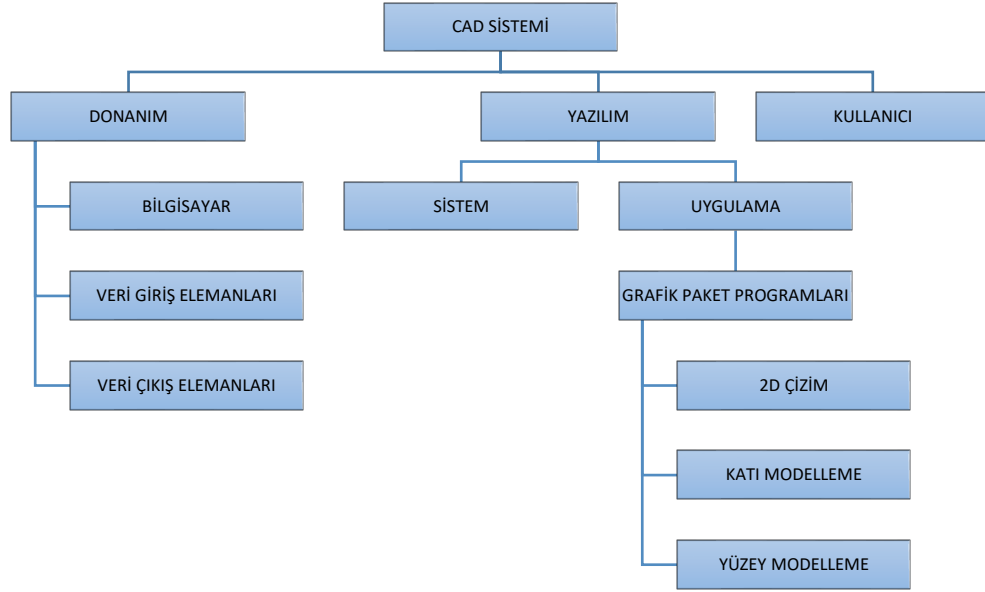 CAD SİSTEMİ
DONANIM
YAZILIM
KULLANICI
BİLGİSAYAR
SİSTEM
UYGULAMA
VERİ GİRİŞ ELEMANLARI
GRAFİK PAKET PROGRAMLARI
VERİ ÇIKIŞ ELEMANLARI
2D ÇİZİM
KATI MODELLEME
YÜZEY MODELLEME